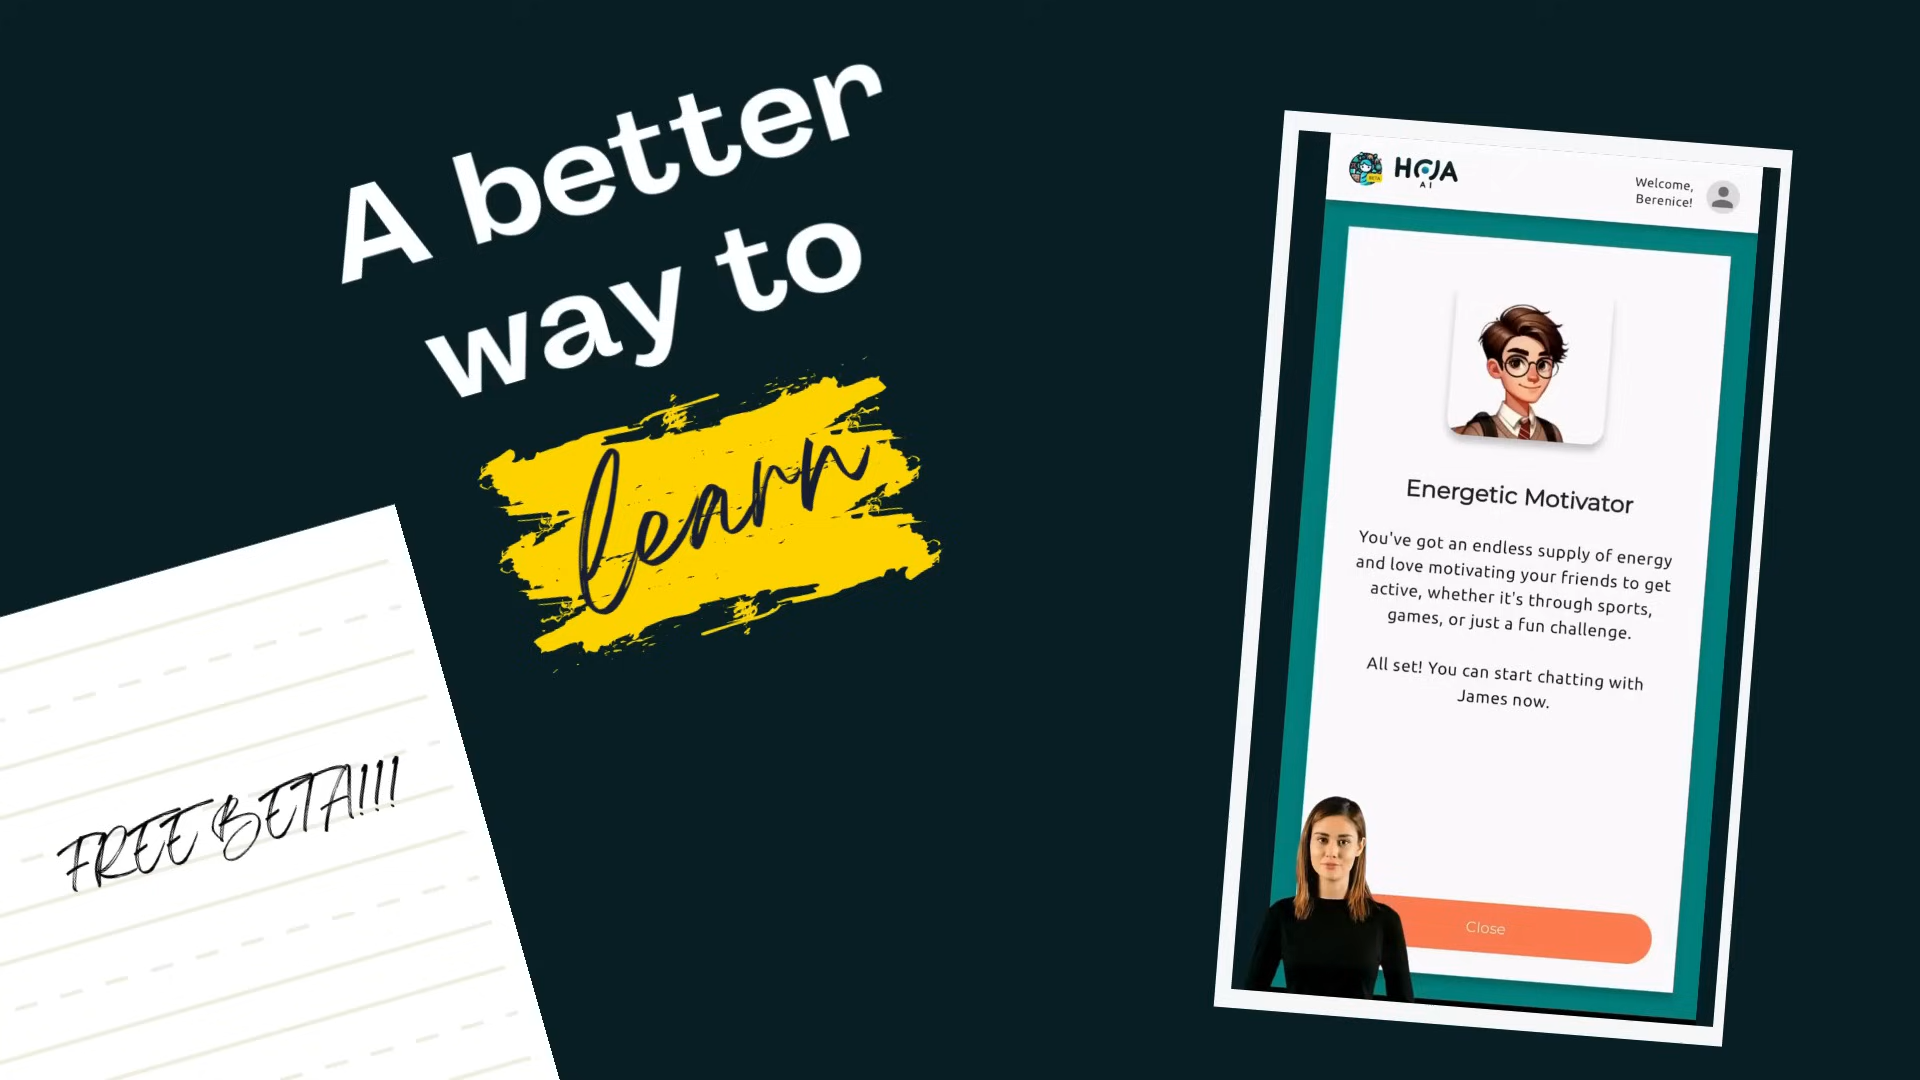 A better
way to
learn
FREE BETA!!!
HOJA
AI
BETA
Welcome,
Berenice!
Energetic Motivator
You've got an endless supply of energy
and love motivating your friends to get
active, whether it's through sports,
games, or just a fun challenge.
All set! You can start chatting with
James now.
Close